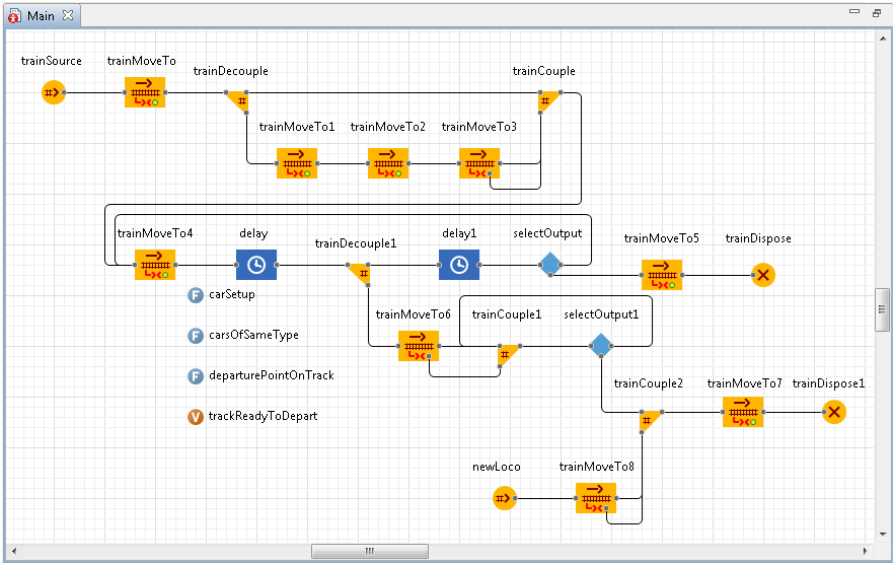 Main
trainSource
trainMoveTo
trainDecouple
trainCouple
trainMoveTo1
trainMoveTo2
trainMoveTo3
trainMoveTo4
delay
trainDecouple1
delay1
selectOutput
trainMoveTo5
trainDispose
F carSetup
F carsOfSameType
F departurePointOnTrack
V trackReadyToDepart
trainMoveTo6
trainCouple1
selectOutput1
trainCouple2
trainMoveTo7
trainDispose1
newLoco
trainMoveTo8